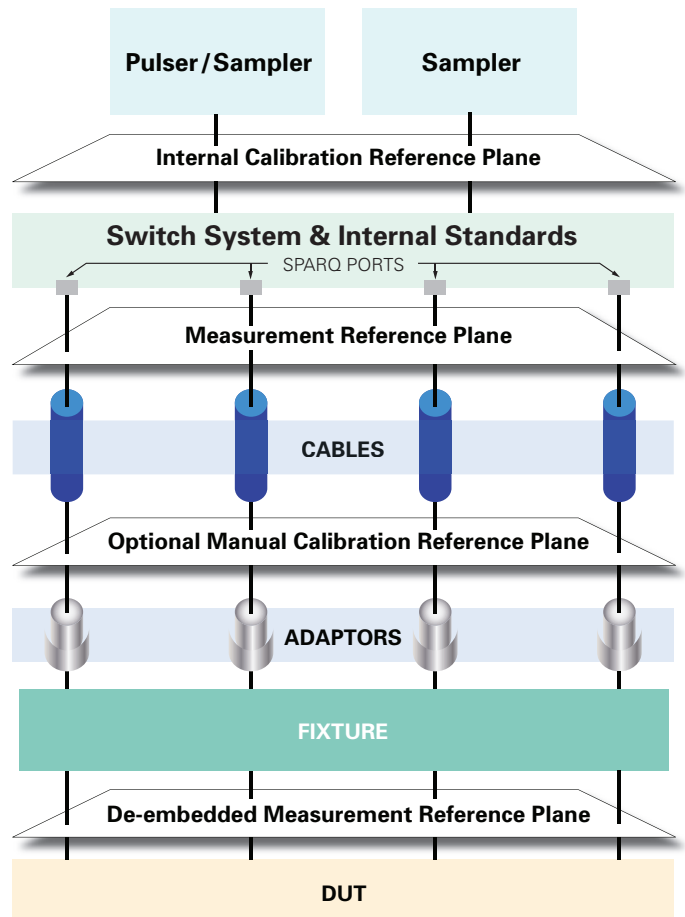 Pulser/Sampler
Sampler
Internal Calibration Reference Plane
Switch System & Internal Standards
SPARQ PORTS
Measurement Reference Plane
CABLES
Optional Manual Calibration Reference Plane
ADAPTORS
FIXTURE
De-embedded Measurement Reference Plane
DUT